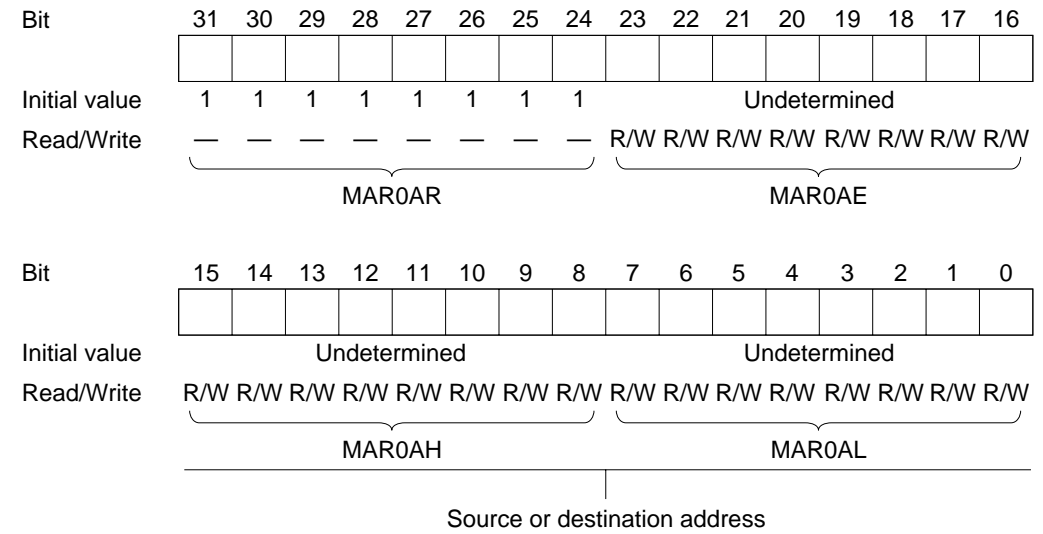 Bit 31 30 29 28 27 26 25 24 23 22 21 20 19 18 17 16
Initial value 1 1 1 1 1 1 1 1 Undetermined
Read/Write — — — — — — — — R/W R/W R/W R/W R/W R/W R/W R/W
MAR0AR MAR0AE
Bit 15 14 13 12 11 10 9 8 7 6 5 4 3 2 1 0
Initial value Undetermined Undetermined
Read/Write R/W R/W R/W R/W R/W R/W R/W R/W R/W R/W R/W R/W R/W R/W R/W R/W
MAR0AH MAR0AL
Source or destination address